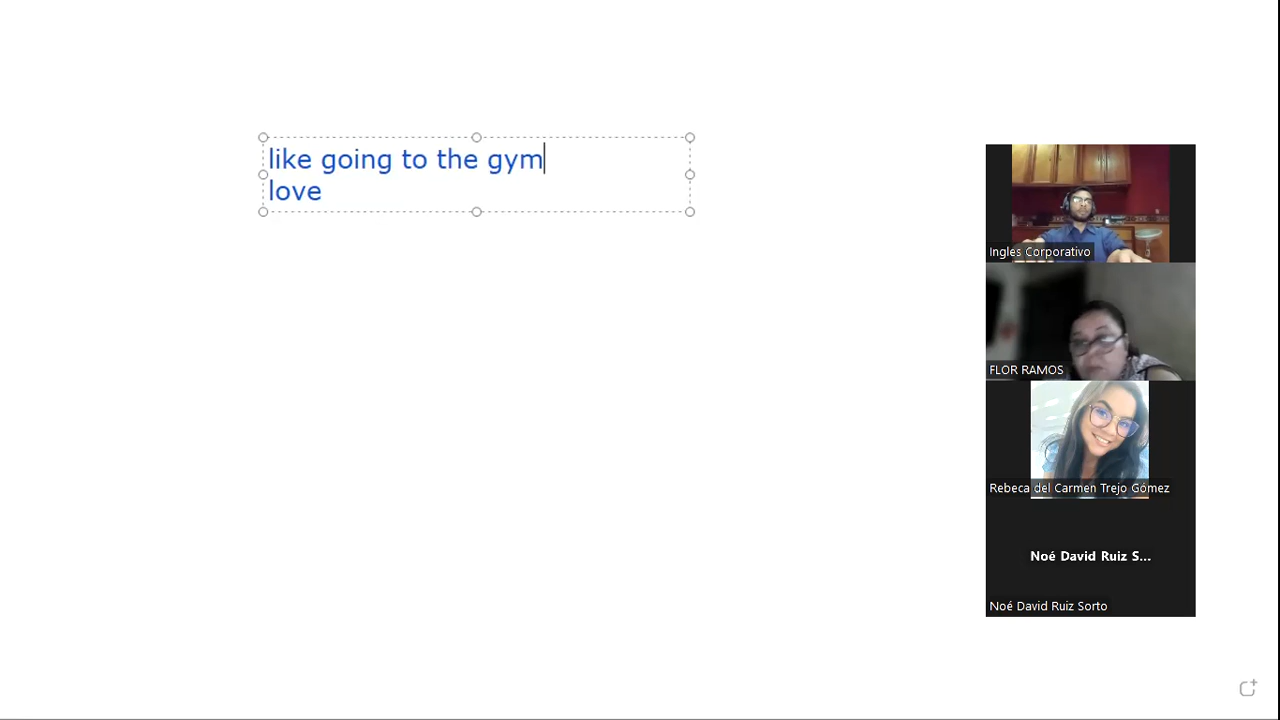 like going to the gym
love
Ingles Corporativo
FLOR RAMOS
Rebeca del Carmen Trejo Gómez
Noé David Ruiz S...
Noé David Ruiz Sorto